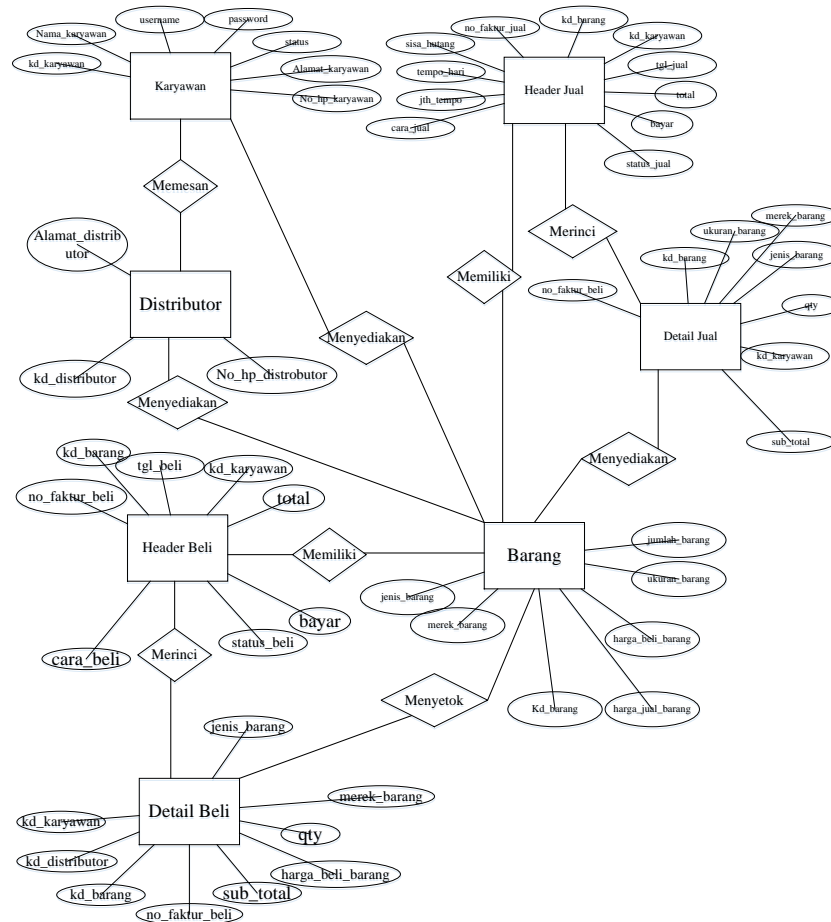 username
password
Nama_karyawan
status
kd_karyawan
Alamat_karyawan
No_hp_karyawan
Karyawan
no_faktur_jual
kd_barang
kd_karyawan
sisa_hutang
tgl_jual
tempo_hari
total
jth_tempo
bayar
cara_jual
status_jual
Header Jual
Memesan
Merinci
Memiliki
Alamat_distrib
utor
Distributor
kd_distributor
No_hp_distrobutor
Menyediakan
Menyediakan
merek_barang
ukuran_barang
kd_barang
jenis_barang
no_faktur_beli
qty
kd_karyawan
sub_total
Detail Jual
Menyediakan
kd_barang
tgl_beli
kd_karyawan
no_faktur_beli
total
Header Beli
bayar
status_beli
cara_beli
Memiliki
Merinci
Barang
jumlah_barang
ukuran_barang
jenis_barang
merek_barang
harga_beli_barang
Kd_barang
harga_jual_barang
Menyetok
jenis_barang
Detail Beli
merek_barang
kd_karyawan
qty
kd_distributor
harga_beli_barang
kd_barang
sub_total
no_faktur_beli